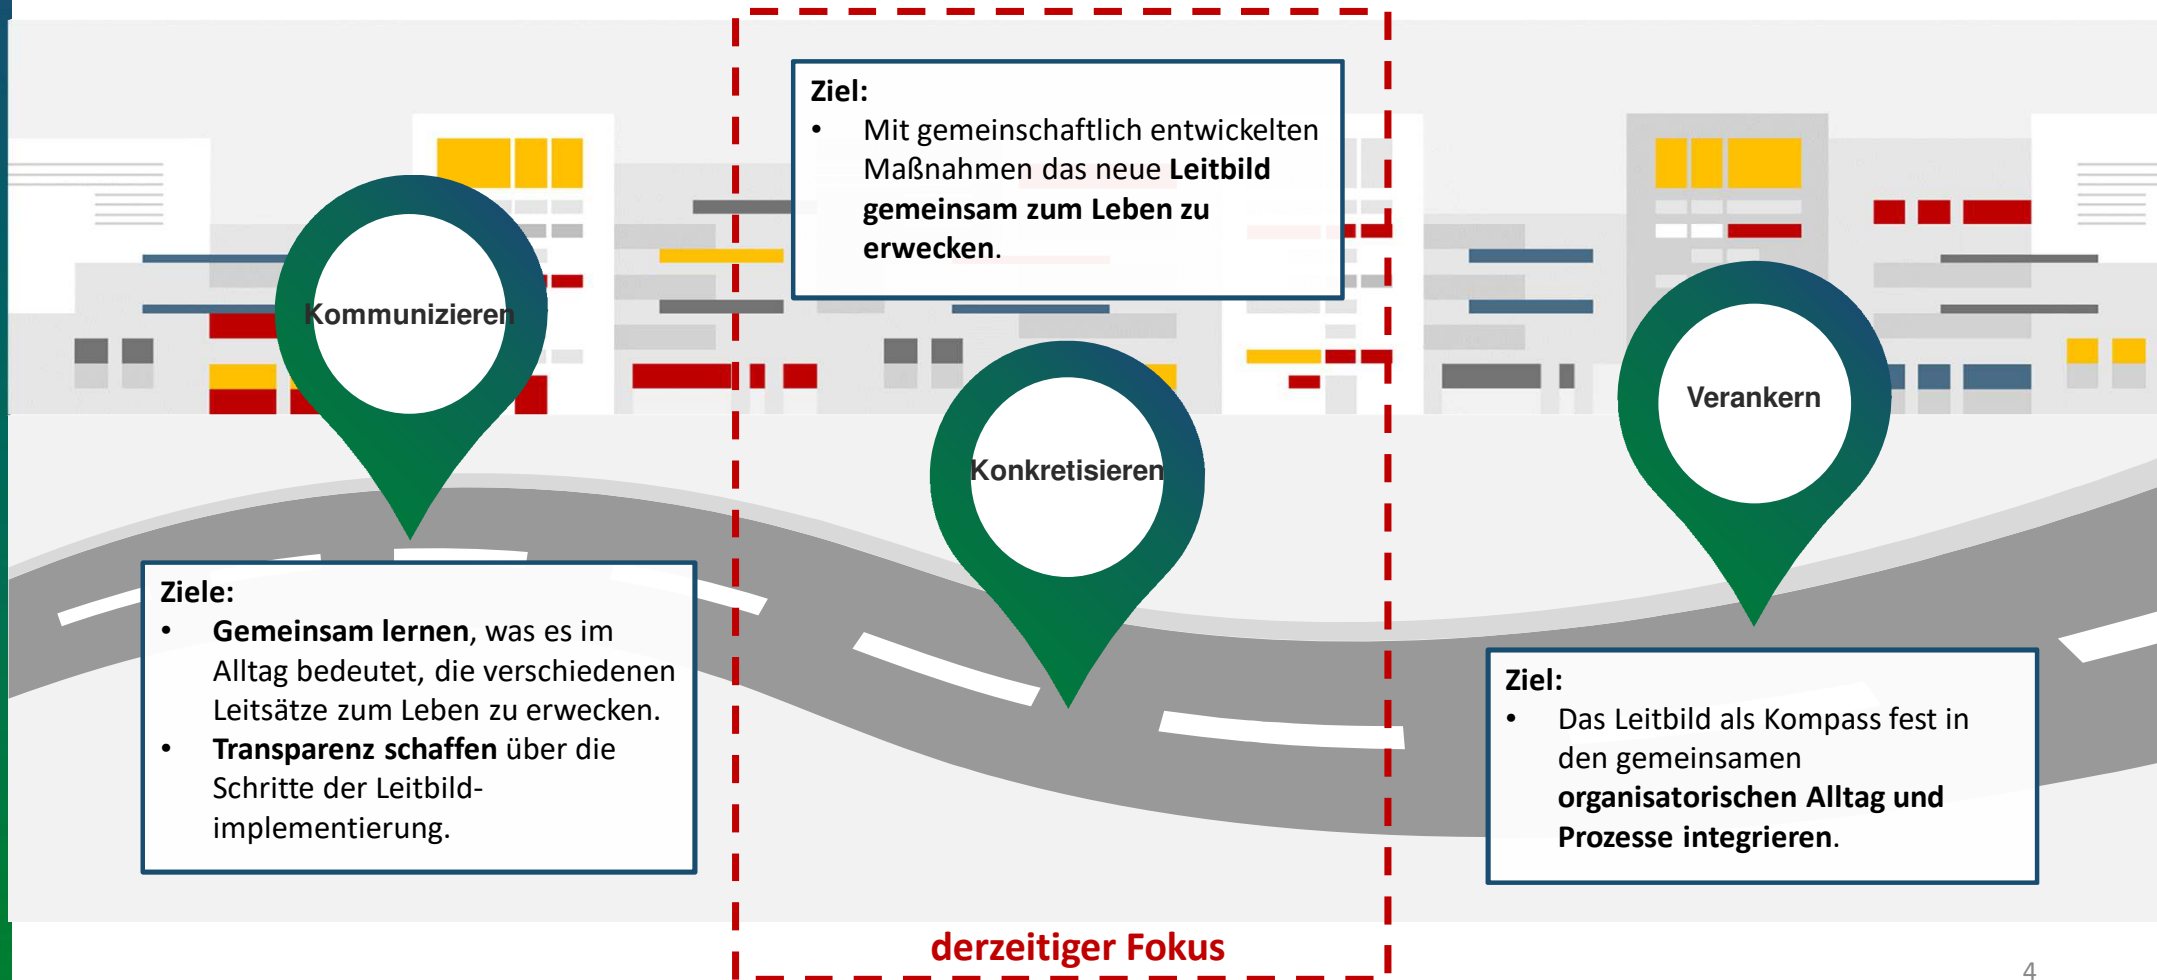 Kommunizieren
Ziele:
• Gemeinsam lernen, was es im
Alltag bedeutet, die verschiedenen
Leitsätze zum Leben zu erwecken.
• Transparenz schaffen über die
Schritte der Leitbild-
implementierung.
Ziel:
• Mit gemeinschaftlich entwickelten
Maßnahmen das neue Leitbild
gemeinsam zum Leben zu
erwecken.
Konkretisieren
derzeitiger Fokus
Verankern
Ziel:
• Das Leitbild als Kompass fest in
den gemeinsamen
organisatorischen Alltag und
Prozesse integrieren.
4